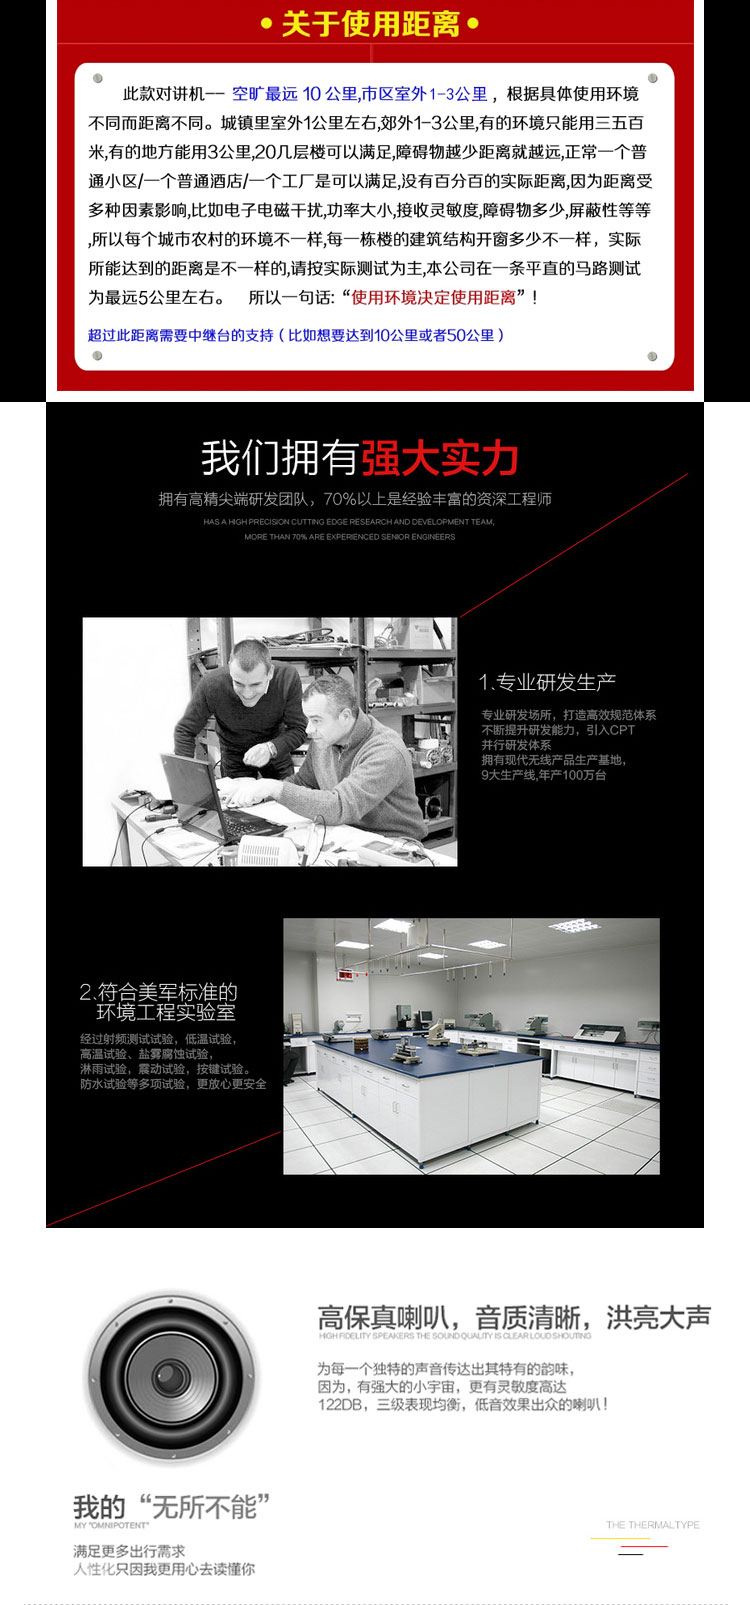 •关于使用距离•
此款对讲机-- 空旷最远 10 公里,市区室外1-3公里 ，根据具体使用环境
不同而距离不同。城镇里室外1公里左右,郊外1-3公里,有的环境只能用三五百
米,有的地方能用3公里,20几层楼可以满足,障碍物越少距离就越远,正常一个普
通小区/一个普通酒店/一个工厂是可以满足,没有百分百的实际距离,因为距离受
多种因素影响,比如电子电磁干扰,功率大小,接收灵敏度,障碍物多少,屏蔽性等等
,所以每个城市农村的环境不一样,每一栋楼的建筑结构开窗多少不一样，实际
所能达到的距离是不一样的,请按实际测试为主,本公司在一条平直的马路测试
为最远5公里左右。 所以一句话: “使用环境决定使用距离”！
超过此距离需要中继台的支持（比如想要达到10公里或者50公里）
我们拥有强大实力
拥有高精尖端研发团队，70%以上是经验丰富的资深工程师
HAS A HIGH PRECISION CUTTING EDGE RESEARCH AND DEVELOPMENT TEAM,
MORE THAN 70% ARE EXPERIENCED SENIOR ENGINEERS
1.专业研发生产
专业研发场所，打造高效规范体系
不断提升研发能力，引入CPT
并行研发体系
拥有现代无线产品生产基地，
9大生产线,年产100万台
2.符合美军标准的
环境工程实验室
经过射频测试试验，低温试验，
高温试验、盐雾腐蚀试验，
淋雨试验，震动试验，按键试验。
防水试验等多项试验，更放心更安全
高保真喇叭，音质清晰，洪亮大声
HIGH FIDELITY SPEAKERS THE SOUND QUALITY IS CLEAR LOUD SHOUTING
为每一个独特的声音传达出其特有的韵味，
因为，有强大的小宇宙，更有灵敏度高达
122DB，三级表现均衡，低音效果出众的喇叭！
我的“无所不能”
MY "OMNIPOTENT"
THE THERMALTYPE
满足更多出行需求
人性化只因我更用心去读懂你